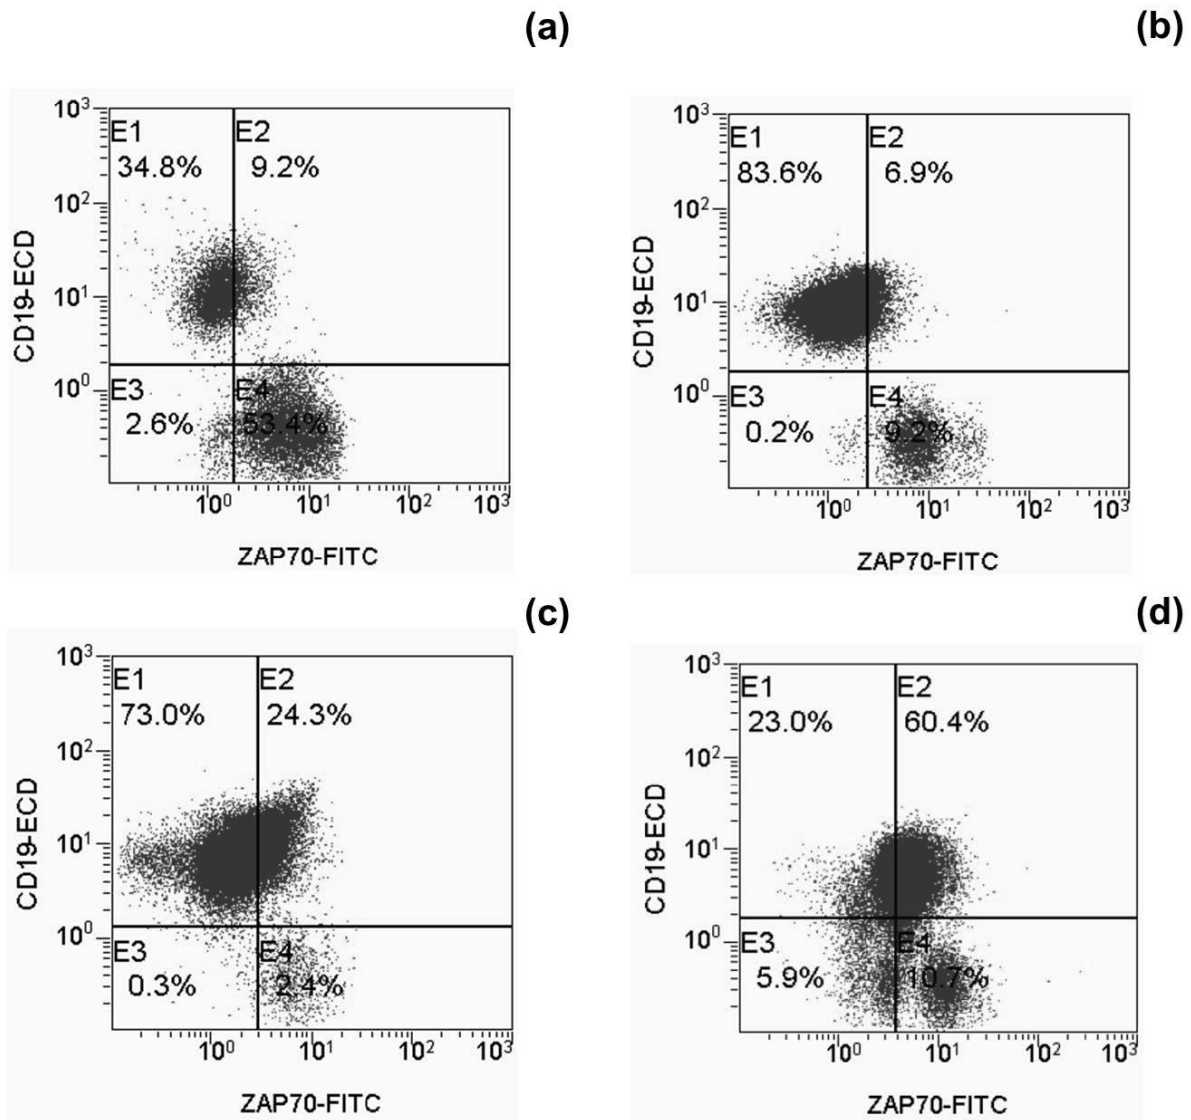 (a)
10³
E1
E2
34.8%
9.2%
10²
CD19-ECD
10¹
10⁰
E3
E4
2.6%
53.4%
10⁰
10¹
10²
10³
ZAP70-FITC
(b)
10³
E1
E2
83.6%
6.9%
10²
CD19-ECD
10¹
10⁰
E3
E4
0.2%
9.2%
10⁰
10¹
10²
10³
ZAP70-FITC
(c)
10³
E1
E2
73.0%
24.3%
10²
CD19-ECD
10¹
10⁰
E3
E4
0.3%
2.4%
10⁰
10¹
10²
10³
ZAP70-FITC
(d)
10³
E1
E2
23.0%
60.4%
10²
CD19-ECD
10¹
10⁰
E3
E4
5.9%
10.7%
10⁰
10¹
10²
10³
ZAP70-FITC